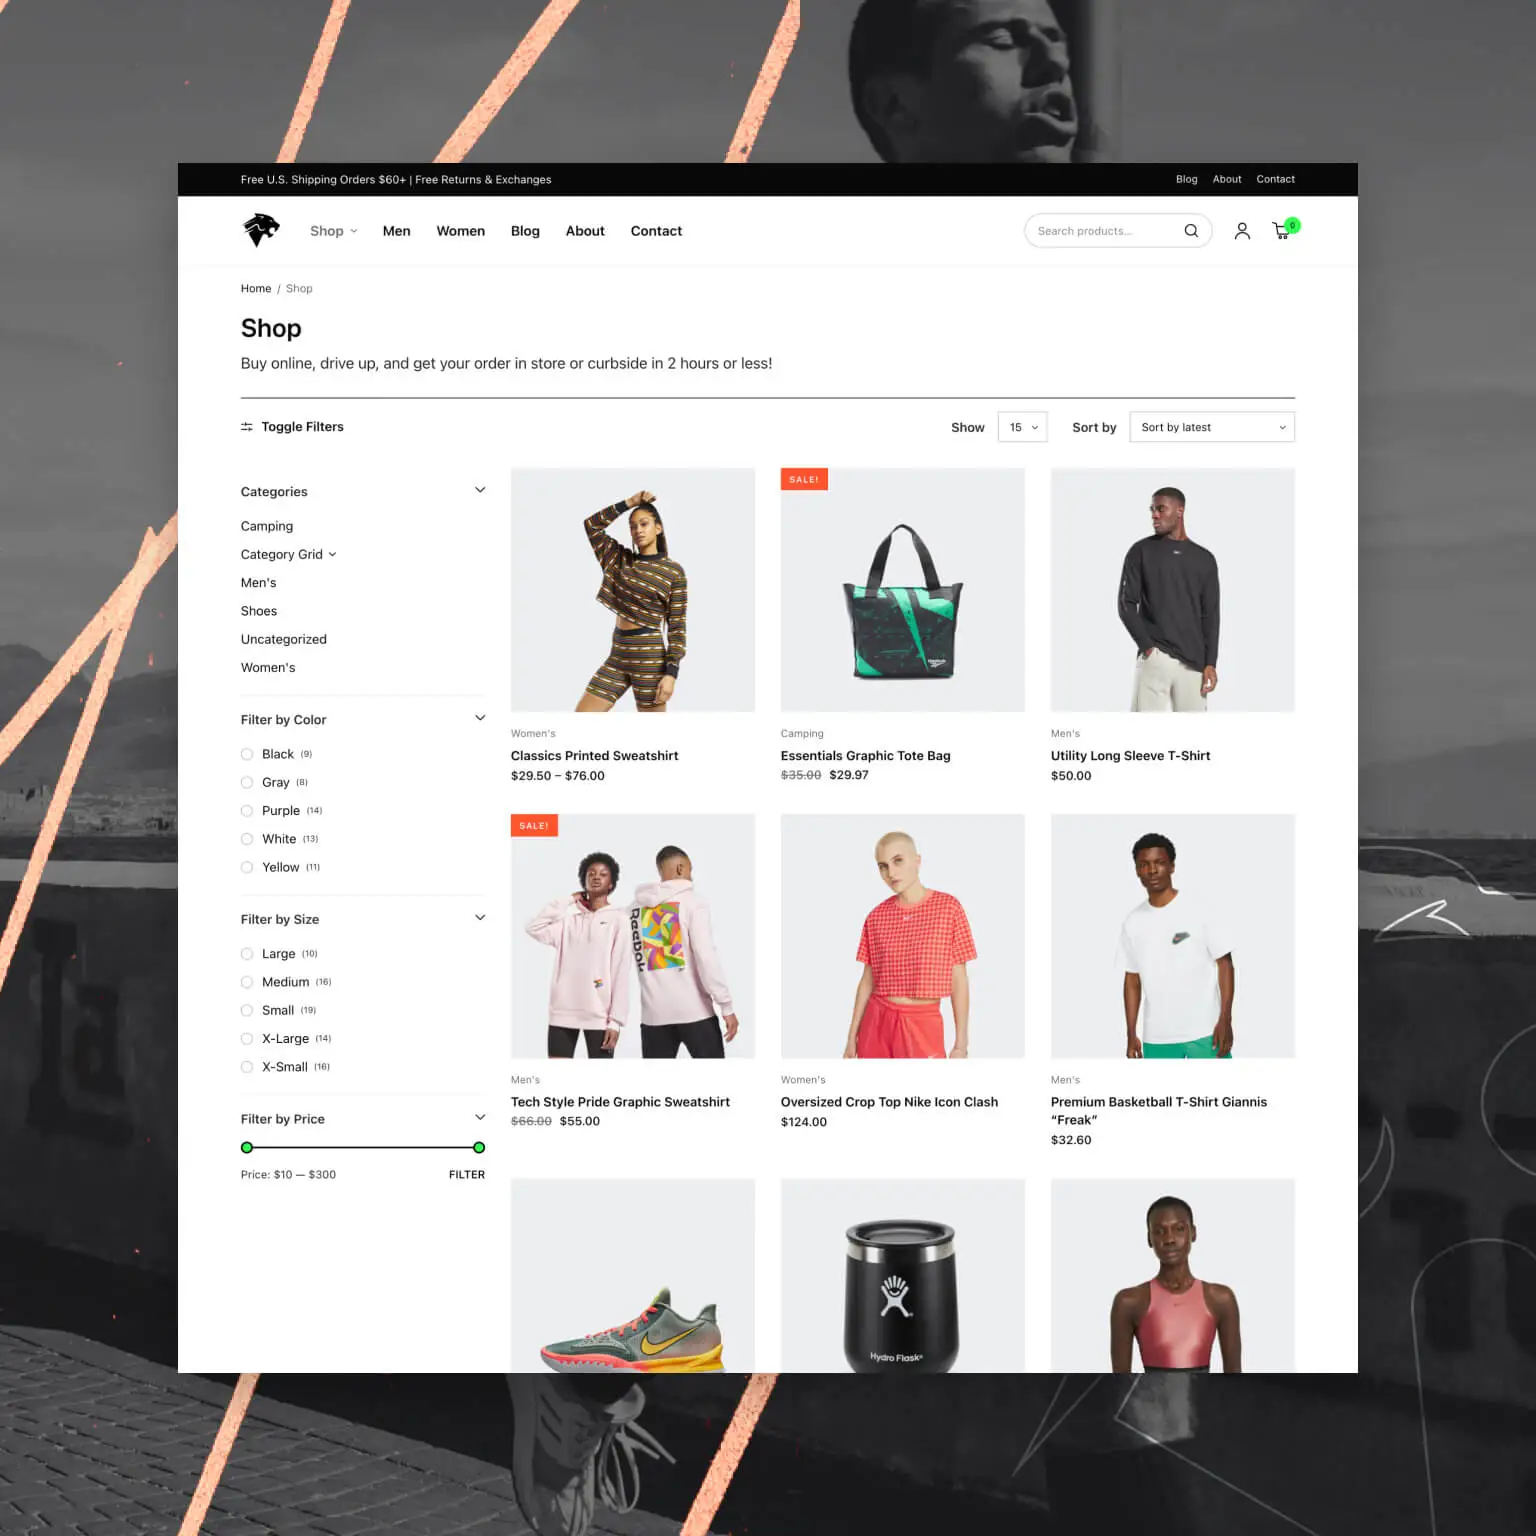 Free U.S. Shipping Orders $60+ | Free Returns & Exchanges
Blog About Contact
Shop Men Women Blog About Contact
Search products...
0
Home / Shop
Shop
Buy online, drive up, and get your order in store or curbside in 2 hours or less!
Toggle Filters
Show 15 Sort by Sort by latest
Categories
Camping
Category Grid
Men's
Shoes
Uncategorized
Women's
Filter by Color
Black (9)
Gray (8)
Purple (14)
White (13)
Yellow (11)
Filter by Size
Large (10)
Medium (16)
Small (19)
X-Large (14)
X-Small (16)
Filter by Price
Price: $10 — $300
FILTER
Women's
Classics Printed Sweatshirt
$29.50 – $76.00
SALE!
Reebok
Camping
Essentials Graphic Tote Bag
$35.00 $29.97
Men's
Utility Long Sleeve T-Shirt
$50.00
SALE!
Reebok
Men's
Tech Style Pride Graphic Sweatshirt
$66.00 $55.00
Women's
Oversized Crop Top Nike Icon Clash
$124.00
Men's
Premium Basketball T-Shirt Giannis
“Freak”
$32.60
Hydro Flask